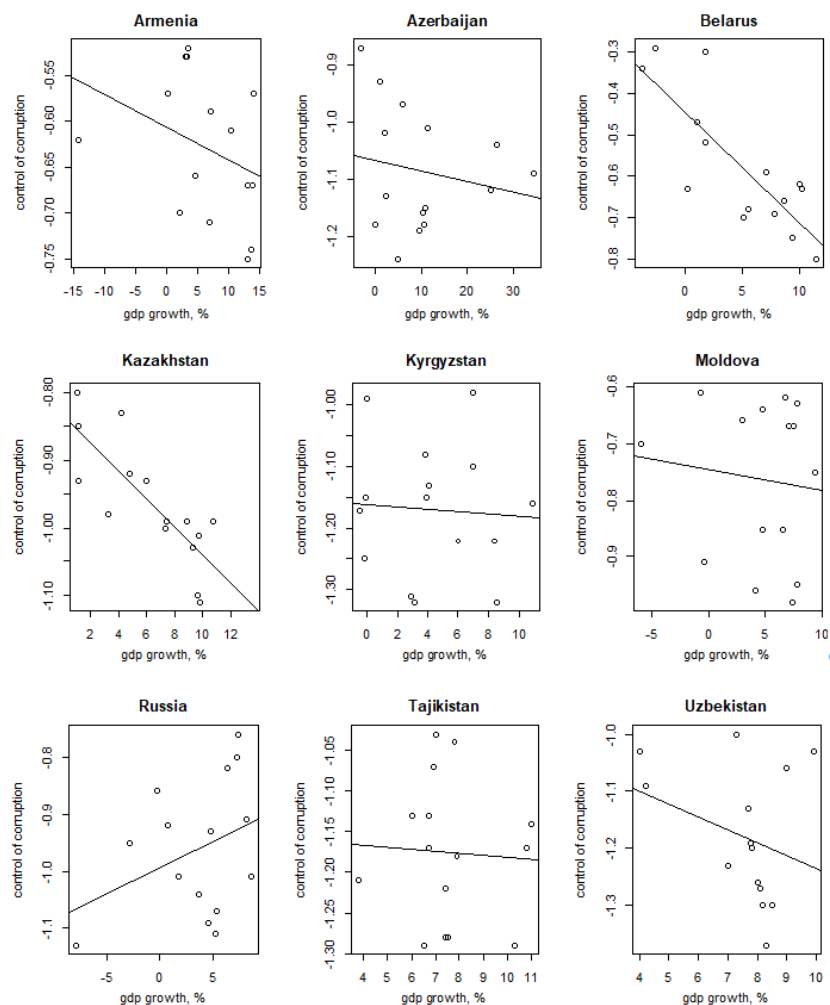 Armenia
control of corruption
-0.75 -0.70 -0.65 -0.60 -0.55
-15 -10 -5 0 5 10 15
gdp growth, %
Azerbaijan
control of corruption
-1.2 -1.1 -1.0 -0.9
0 10 20 30
gdp growth, %
Belarus
control of corruption
-0.8 -0.7 -0.6 -0.5 -0.4 -0.3
0 5 10
gdp growth, %
Kazakhstan
control of corruption
-1.10 -1.00 -0.90 -0.80
2 4 6 8 10 12
gdp growth, %
Kyrgyzstan
control of corruption
-1.30 -1.20 -1.10 -1.00
0 2 4 6 8 10
gdp growth, %
Moldova
control of corruption
-0.9 -0.8 -0.7 -0.6
-5 0 5 10
gdp growth, %
Russia
control of corruption
-1.1 -1.0 -0.9 -0.8
-5 0 5
gdp growth, %
Tajikistan
control of corruption
-1.30 -1.25 -1.20 -1.15 -1.10 -1.05
4 5 6 7 8 9 10 11
gdp growth, %
Uzbekistan
control of corruption
-1.3 -1.2 -1.1 -1.0
4 5 6 7 8 9 10
gdp growth, %